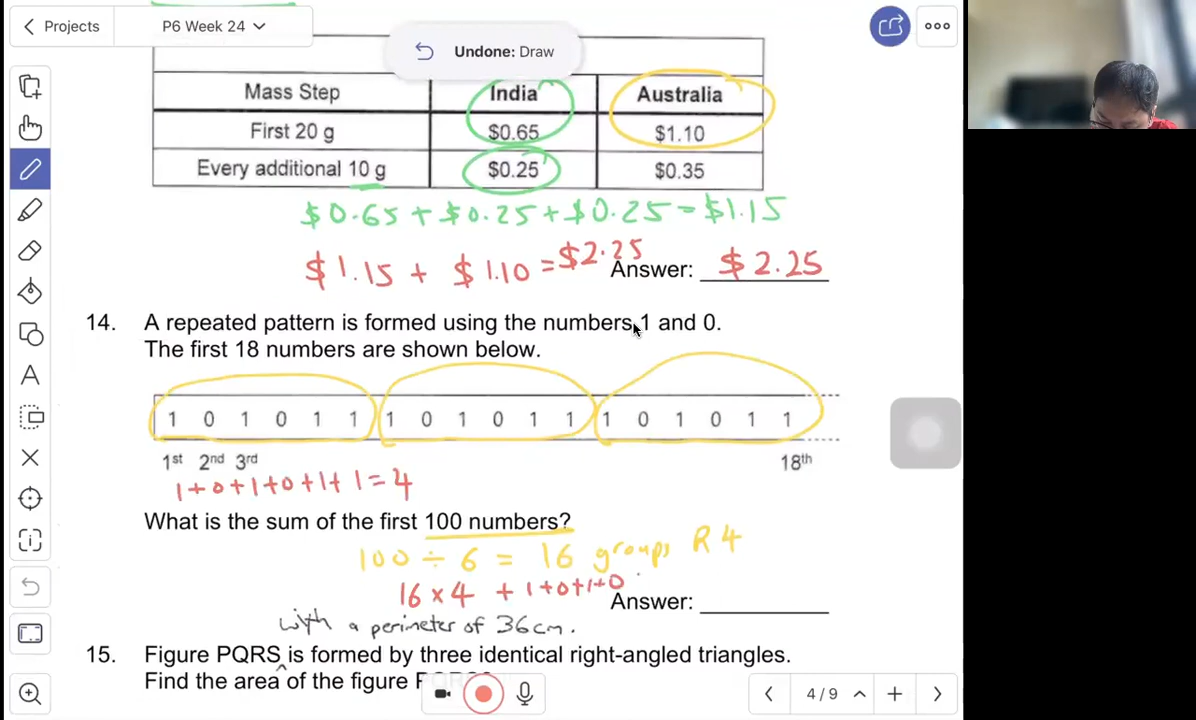 Projects
P6 Week 24
Undone: Draw
Mass Step India Australia
First 20 g $0.65 $1.10
Every additional 10 g $0.25 $0.35
$0.65 + $0.25 + $0.25 = $1.15
$1.15 + $1.10 = $2.25
Answer: $2.25
14. A repeated pattern is formed using the numbers 1 and 0.
The first 18 numbers are shown below.
1 0 1 0 1 1 1 0 1 0 1 1 1 0 1 0 1 1
1st 2nd 3rd 18th
1+0+1+0+1+1=4
What is the sum of the first 100 numbers?
100 ÷ 6 = 16 groups R 4
16 × 4 + 1+0+1+0
Answer:
with a perimeter of 36cm.
15. Figure PQRS ^ is formed by three identical right-angled triangles.
Find the area of the figure
4/9